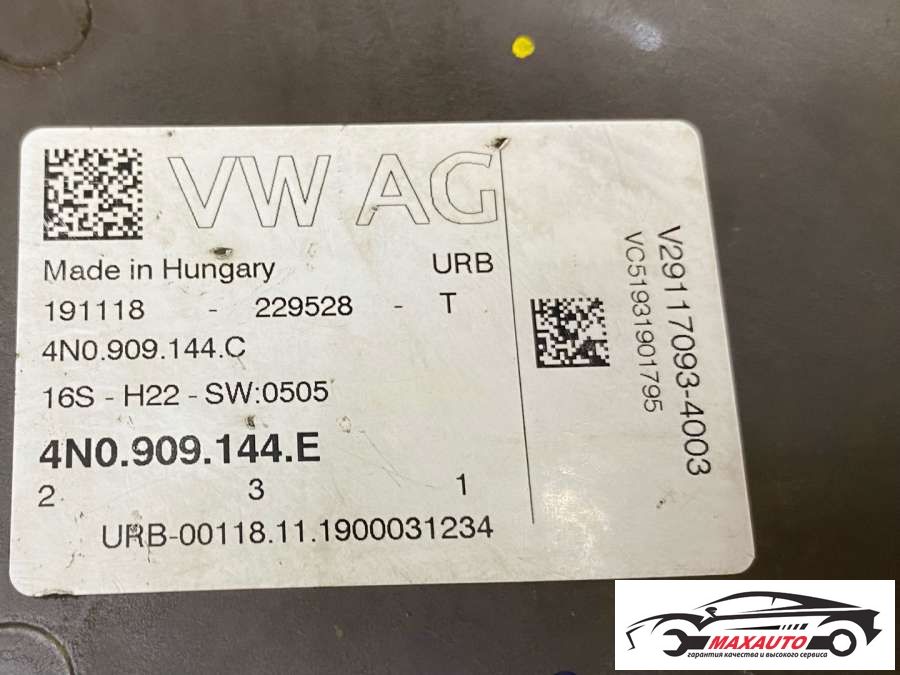 VW AG
Made in Hungary URB
191118 - 229528 - T
4N0.909.144.C
16S - H22 - SW:0505
4N0.909.144.E
2 3 1
URB-00118.11.1900031234
V29117093-4003
VC51931901795
MAXAUTO
гарантия качества и высокого сервиса